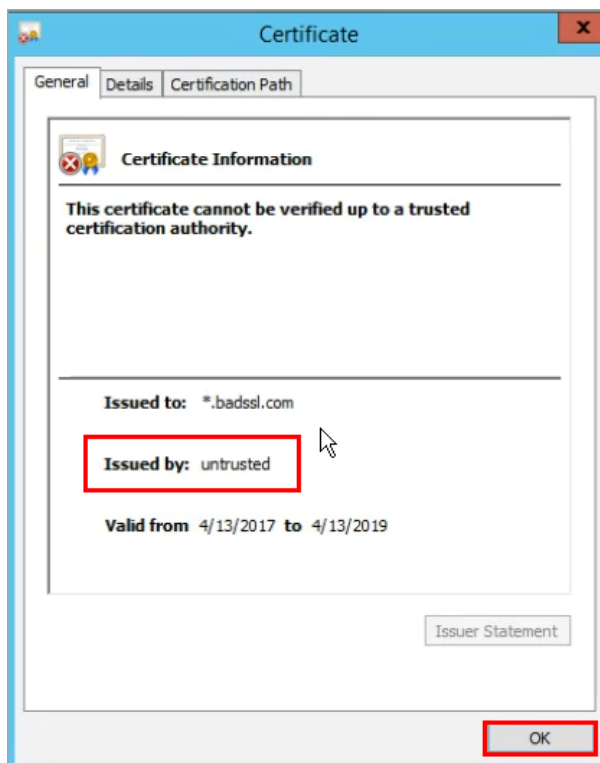 Certificate
x
General Details Certification Path
Certificate Information
This certificate cannot be verified up to a trusted
certification authority.
Issued to: *.badssl.com
Issued by: untrusted
Valid from 4/13/2017 to 4/13/2019
Issuer Statement
OK